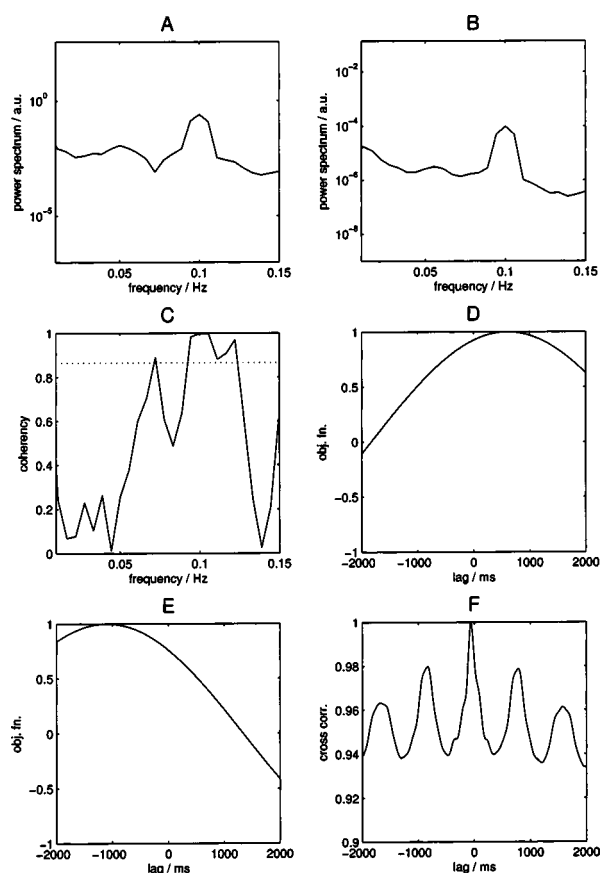 A
power spectrum / a.u.
10^0
10^-5
0.05
0.1
0.15
frequency / Hz
B
power spectrum / a.u.
10^-2
10^-4
10^-6
10^-8
0.05
0.1
0.15
frequency / Hz
C
coherency
1
0.8
0.6
0.4
0.2
0
0.05
0.1
0.15
frequency / Hz
D
obj. fn.
1
0.5
0
-0.5
-1
-2000
-1000
0
1000
2000
lag / ms
E
obj. fn.
1
0.5
0
-0.5
-1
-2000
-1000
0
1000
2000
lag / ms
F
cross corr.
1
0.98
0.96
0.94
0.92
0.9
-2000
-1000
0
1000
2000
lag / ms